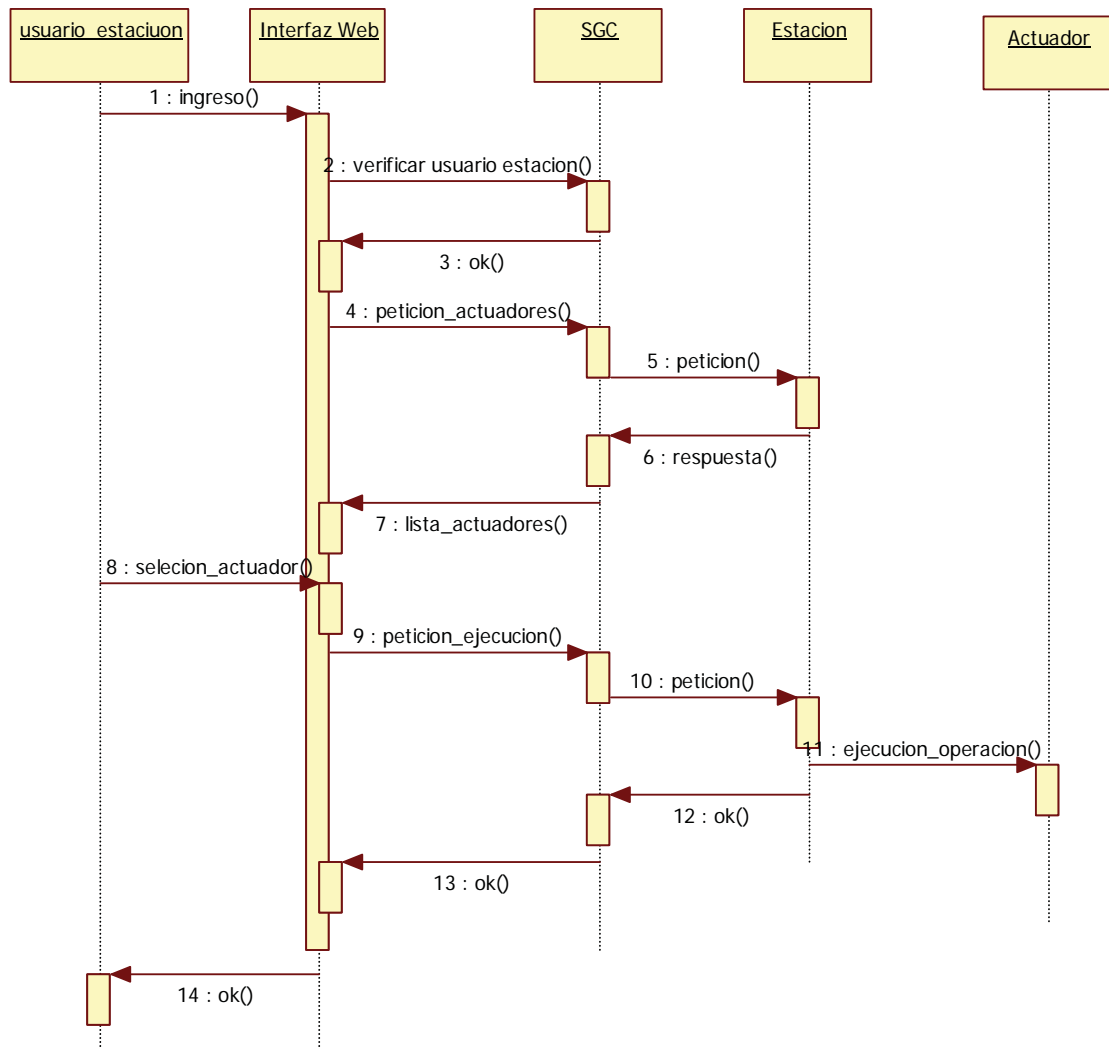 usuario_estaciuon
Interfaz Web
SGC
Estacion
Actuador
1 : ingreso()
2 : verificar usuario estacion()
3 : ok()
4 : peticion_actuadores()
5 : peticion()
6 : respuesta()
7 : lista_actuadores()
8 : selecion_actuador()
9 : peticion_ejecucion()
10 : peticion()
11 : ejecucion_operacion()
12 : ok()
13 : ok()
14 : ok()